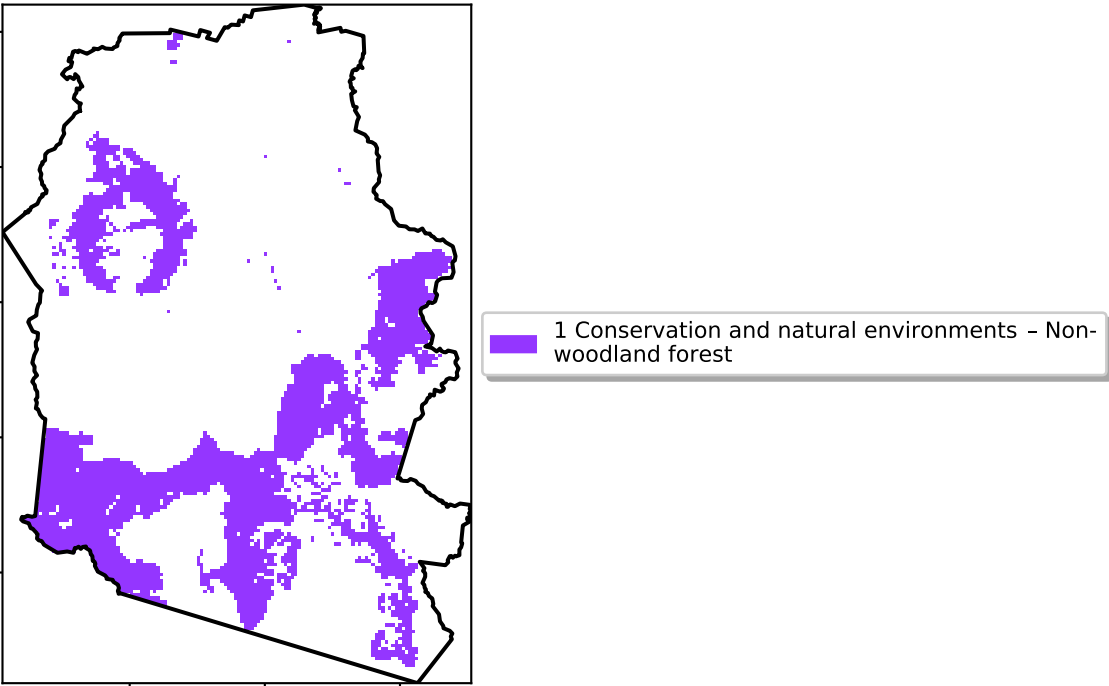 1 Conservation and natural environments – Non-
woodland forest